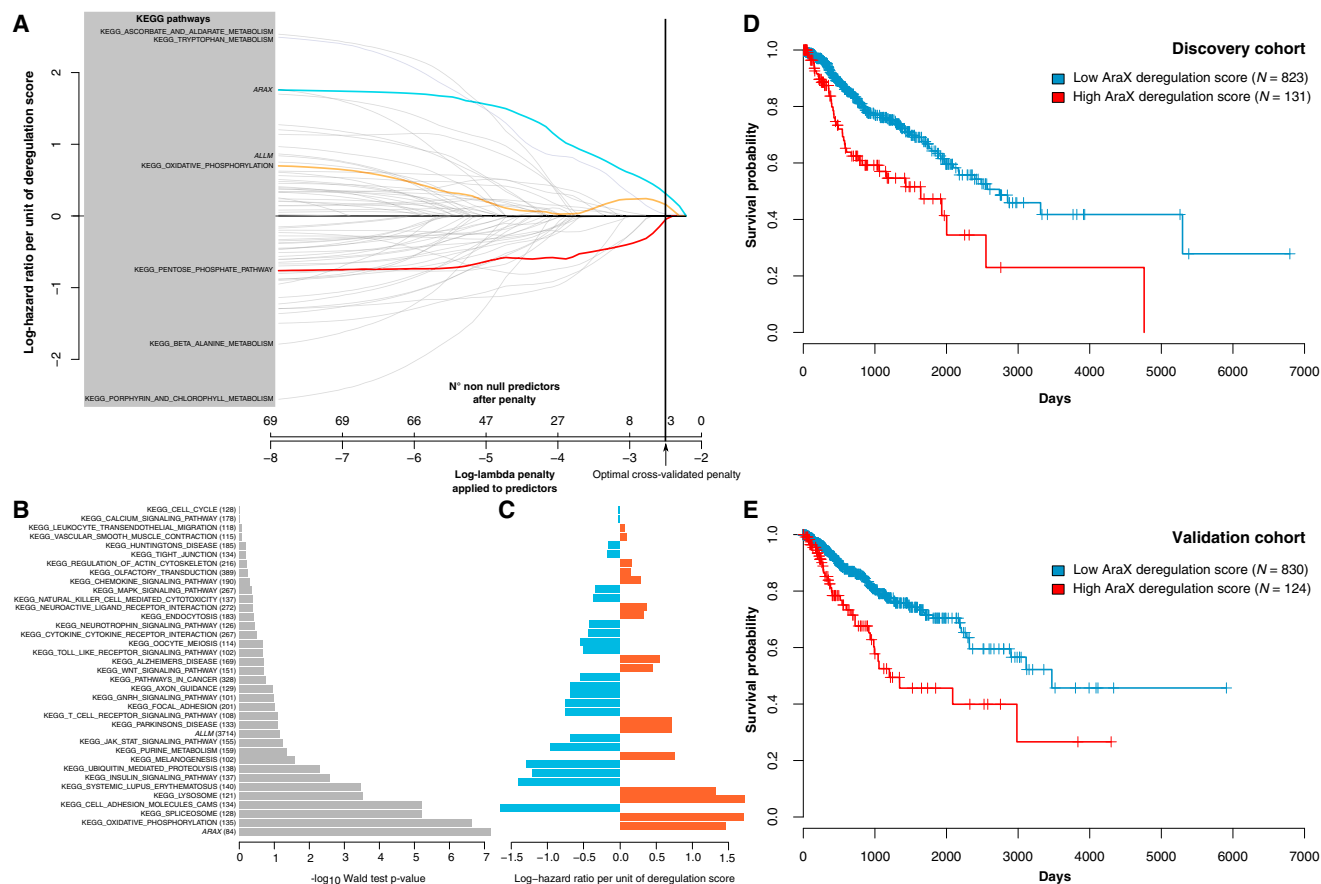 A
KEGG pathways
KEGG_ASCORBATE_AND_ALDARATE_METABOLISM
KEGG_TRYPTOPHAN_METABOLISM
ARAX
ALLM
KEGG_OXIDATIVE_PHOSPHORYLATION
KEGG_PENTOSE_PHOSPHATE_PATHWAY
KEGG_BETA_ALANINE_METABOLISM
KEGG_PORPHYRIN_AND_CHLOROPHYLL_METABOLISM
Log-hazard ratio per unit of deregulation score
2
1
0
−1
−2
N° non null predictors
after penalty
69 69 66 47 27 8 3 0
−8 −7 −6 −5 −4 −3 −2
Log-lambda penalty
applied to predictors
Optimal cross-validated penalty
B
KEGG_CELL_CYCLE (128)
KEGG_CALCIUM_SIGNALING_PATHWAY (178)
KEGG_LEUKOCYTE_TRANSENDOTHELIAL_MIGRATION (118)
KEGG_VASCULAR_SMOOTH_MUSCLE_CONTRACTION (115)
KEGG_HUNTINGTONS_DISEASE (185)
KEGG_TIGHT_JUNCTION (134)
KEGG_REGULATION_OF_ACTIN_CYTOSKELETON (216)
KEGG_OLFACTORY_TRANSDUCTION (389)
KEGG_CHEMOKINE_SIGNALING_PATHWAY (190)
KEGG_MAPK_SIGNALING_PATHWAY (267)
KEGG_NATURAL_KILLER_CELL_MEDIATED_CYTOTOXICITY (137)
KEGG_NEUROACTIVE_LIGAND_RECEPTOR_INTERACTION (272)
KEGG_ENDOCYTOSIS (183)
KEGG_NEUROTROPHIN_SIGNALING_PATHWAY (126)
KEGG_CYTOKINE_CYTOKINE_RECEPTOR_INTERACTION (267)
KEGG_OOCYTE_MEIOSIS (114)
KEGG_TOLL_LIKE_RECEPTOR_SIGNALING_PATHWAY (102)
KEGG_ALZHEIMERS_DISEASE (169)
KEGG_WNT_SIGNALING_PATHWAY (151)
KEGG_PATHWAYS_IN_CANCER (328)
KEGG_AXON_GUIDANCE (129)
KEGG_GNRH_SIGNALING_PATHWAY (101)
KEGG_FOCAL_ADHESION (201)
KEGG_T_CELL_RECEPTOR_SIGNALING_PATHWAY (108)
KEGG_PARKINSONS_DISEASE (133)
ALLM (3714)
KEGG_JAK_STAT_SIGNALING_PATHWAY (155)
KEGG_PURINE_METABOLISM (159)
KEGG_MELANOGENESIS (102)
KEGG_UBIQUITIN_MEDIATED_PROTEOLYSIS (138)
KEGG_INSULIN_SIGNALING_PATHWAY (137)
KEGG_SYSTEMIC_LUPUS_ERYTHEMATOSUS (140)
KEGG_LYSOSOME (121)
KEGG_CELL_ADHESION_MOLECULES_CAMS (134)
KEGG_SPLICEOSOME (128)
KEGG_OXIDATIVE_PHOSPHORYLATION (135)
ARAX (84)
0 1 2 3 4 5 6 7
-log10 Wald test p-value
C
−1.5 −1.0 −0.5 0.0 0.5 1.0 1.5
Log−hazard ratio per unit of deregulation score
D
Discovery cohort
Low AraX deregulation score (N = 823)
High AraX deregulation score (N = 131)
Survival probability
1.0
0.8
0.6
0.4
0.2
0.0
0 1000 2000 3000 4000 5000 6000 7000
Days
E
Validation cohort
Low AraX deregulation score (N = 830)
High AraX deregulation score (N = 124)
Survival probability
1.0
0.8
0.6
0.4
0.2
0.0
0 1000 2000 3000 4000 5000 6000 7000
Days